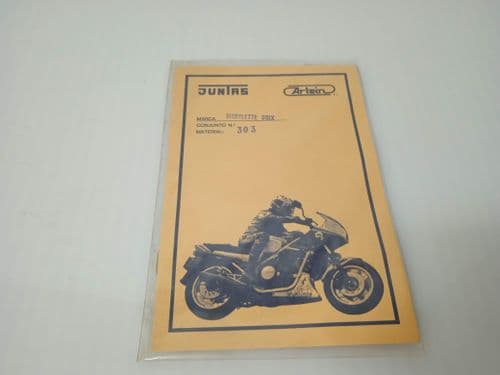 JUNTAS
Artein
MARCA:
CONJUNTO N.º
MATERIAL: 303